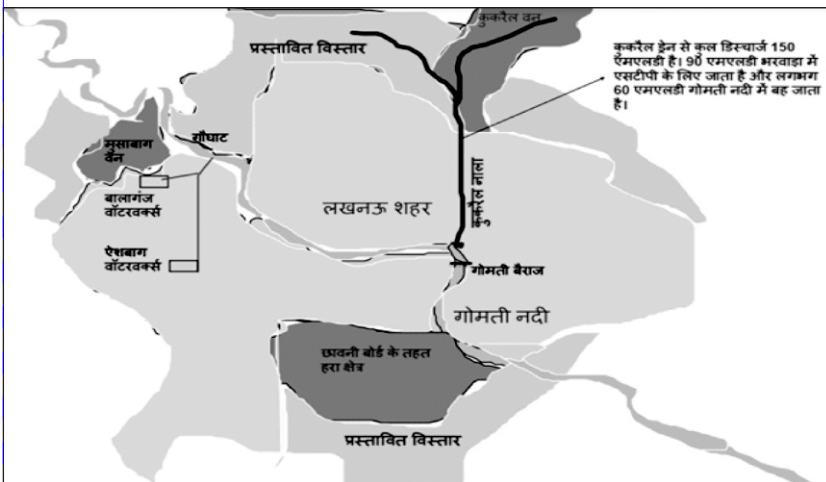 कुकरैल वन
प्रस्तावित विस्तार
कुकरैल ड्रेन से कुल डिस्चार्ज 150
एमएलडी है। 90 एमएलडी भरवाड़ा में
एसटीपी के लिए जाता है और लगभग
60 एमएलडी गोमती नदी में बह जाता
है।
गौघाट
मुसाबाग
वन
बालागंज
वॉटरवर्क्स
लखनऊ शहर
कुकरैल नाला
ऐशबाग
वॉटरवर्क्स
गोमती बैराज
गोमती नदी
छावनी बोर्ड के तहत
हरा क्षेत्र
प्रस्तावित विस्तार